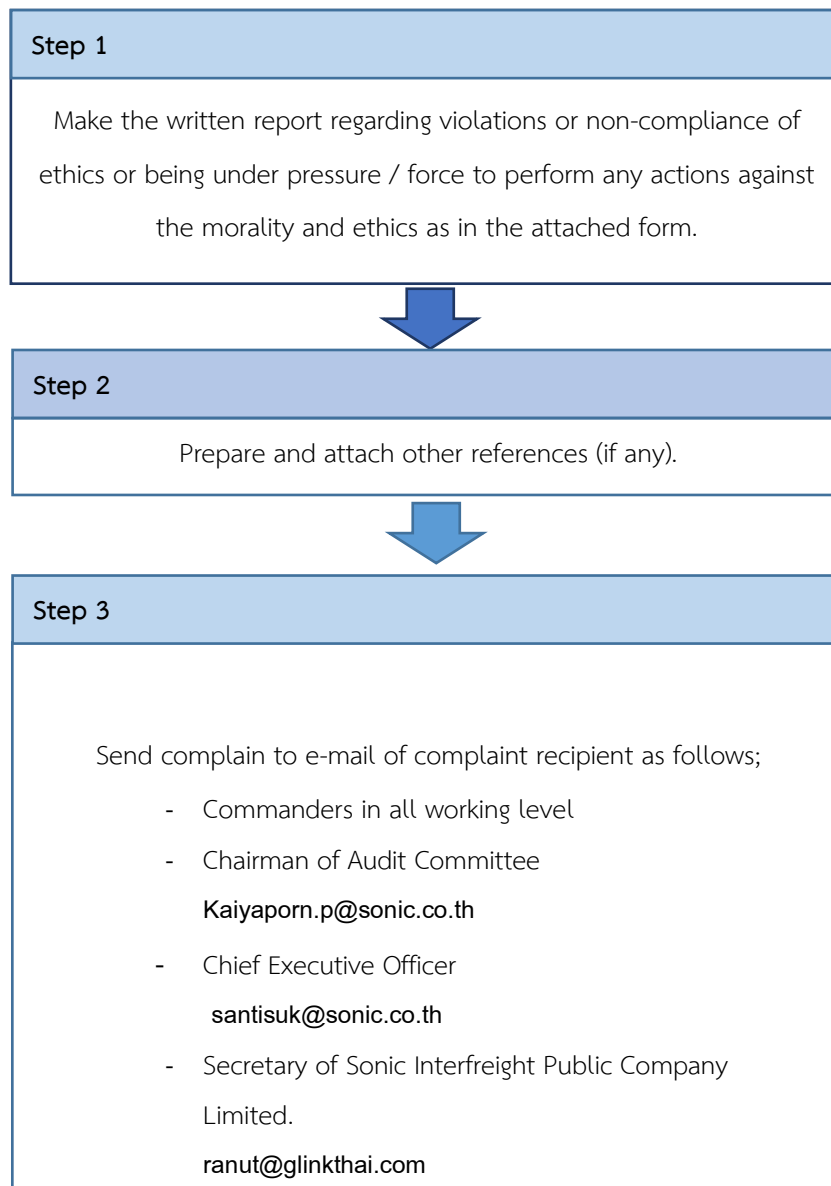 Step 1
Make the written report regarding violations or non-compliance of
ethics or being under pressure / force to perform any actions against
the morality and ethics as in the attached form.
Step 2
Prepare and attach other references (if any).
Step 3
Send complain to e-mail of complaint recipient as follows;
- Commanders in all working level
- Chairman of Audit Committee
Kaiyaporn.p@sonic.co.th
- Chief Executive Officer
santisuk@sonic.co.th
- Secretary of Sonic Interfreight Public Company
Limited.
ranut@glinkthai.com